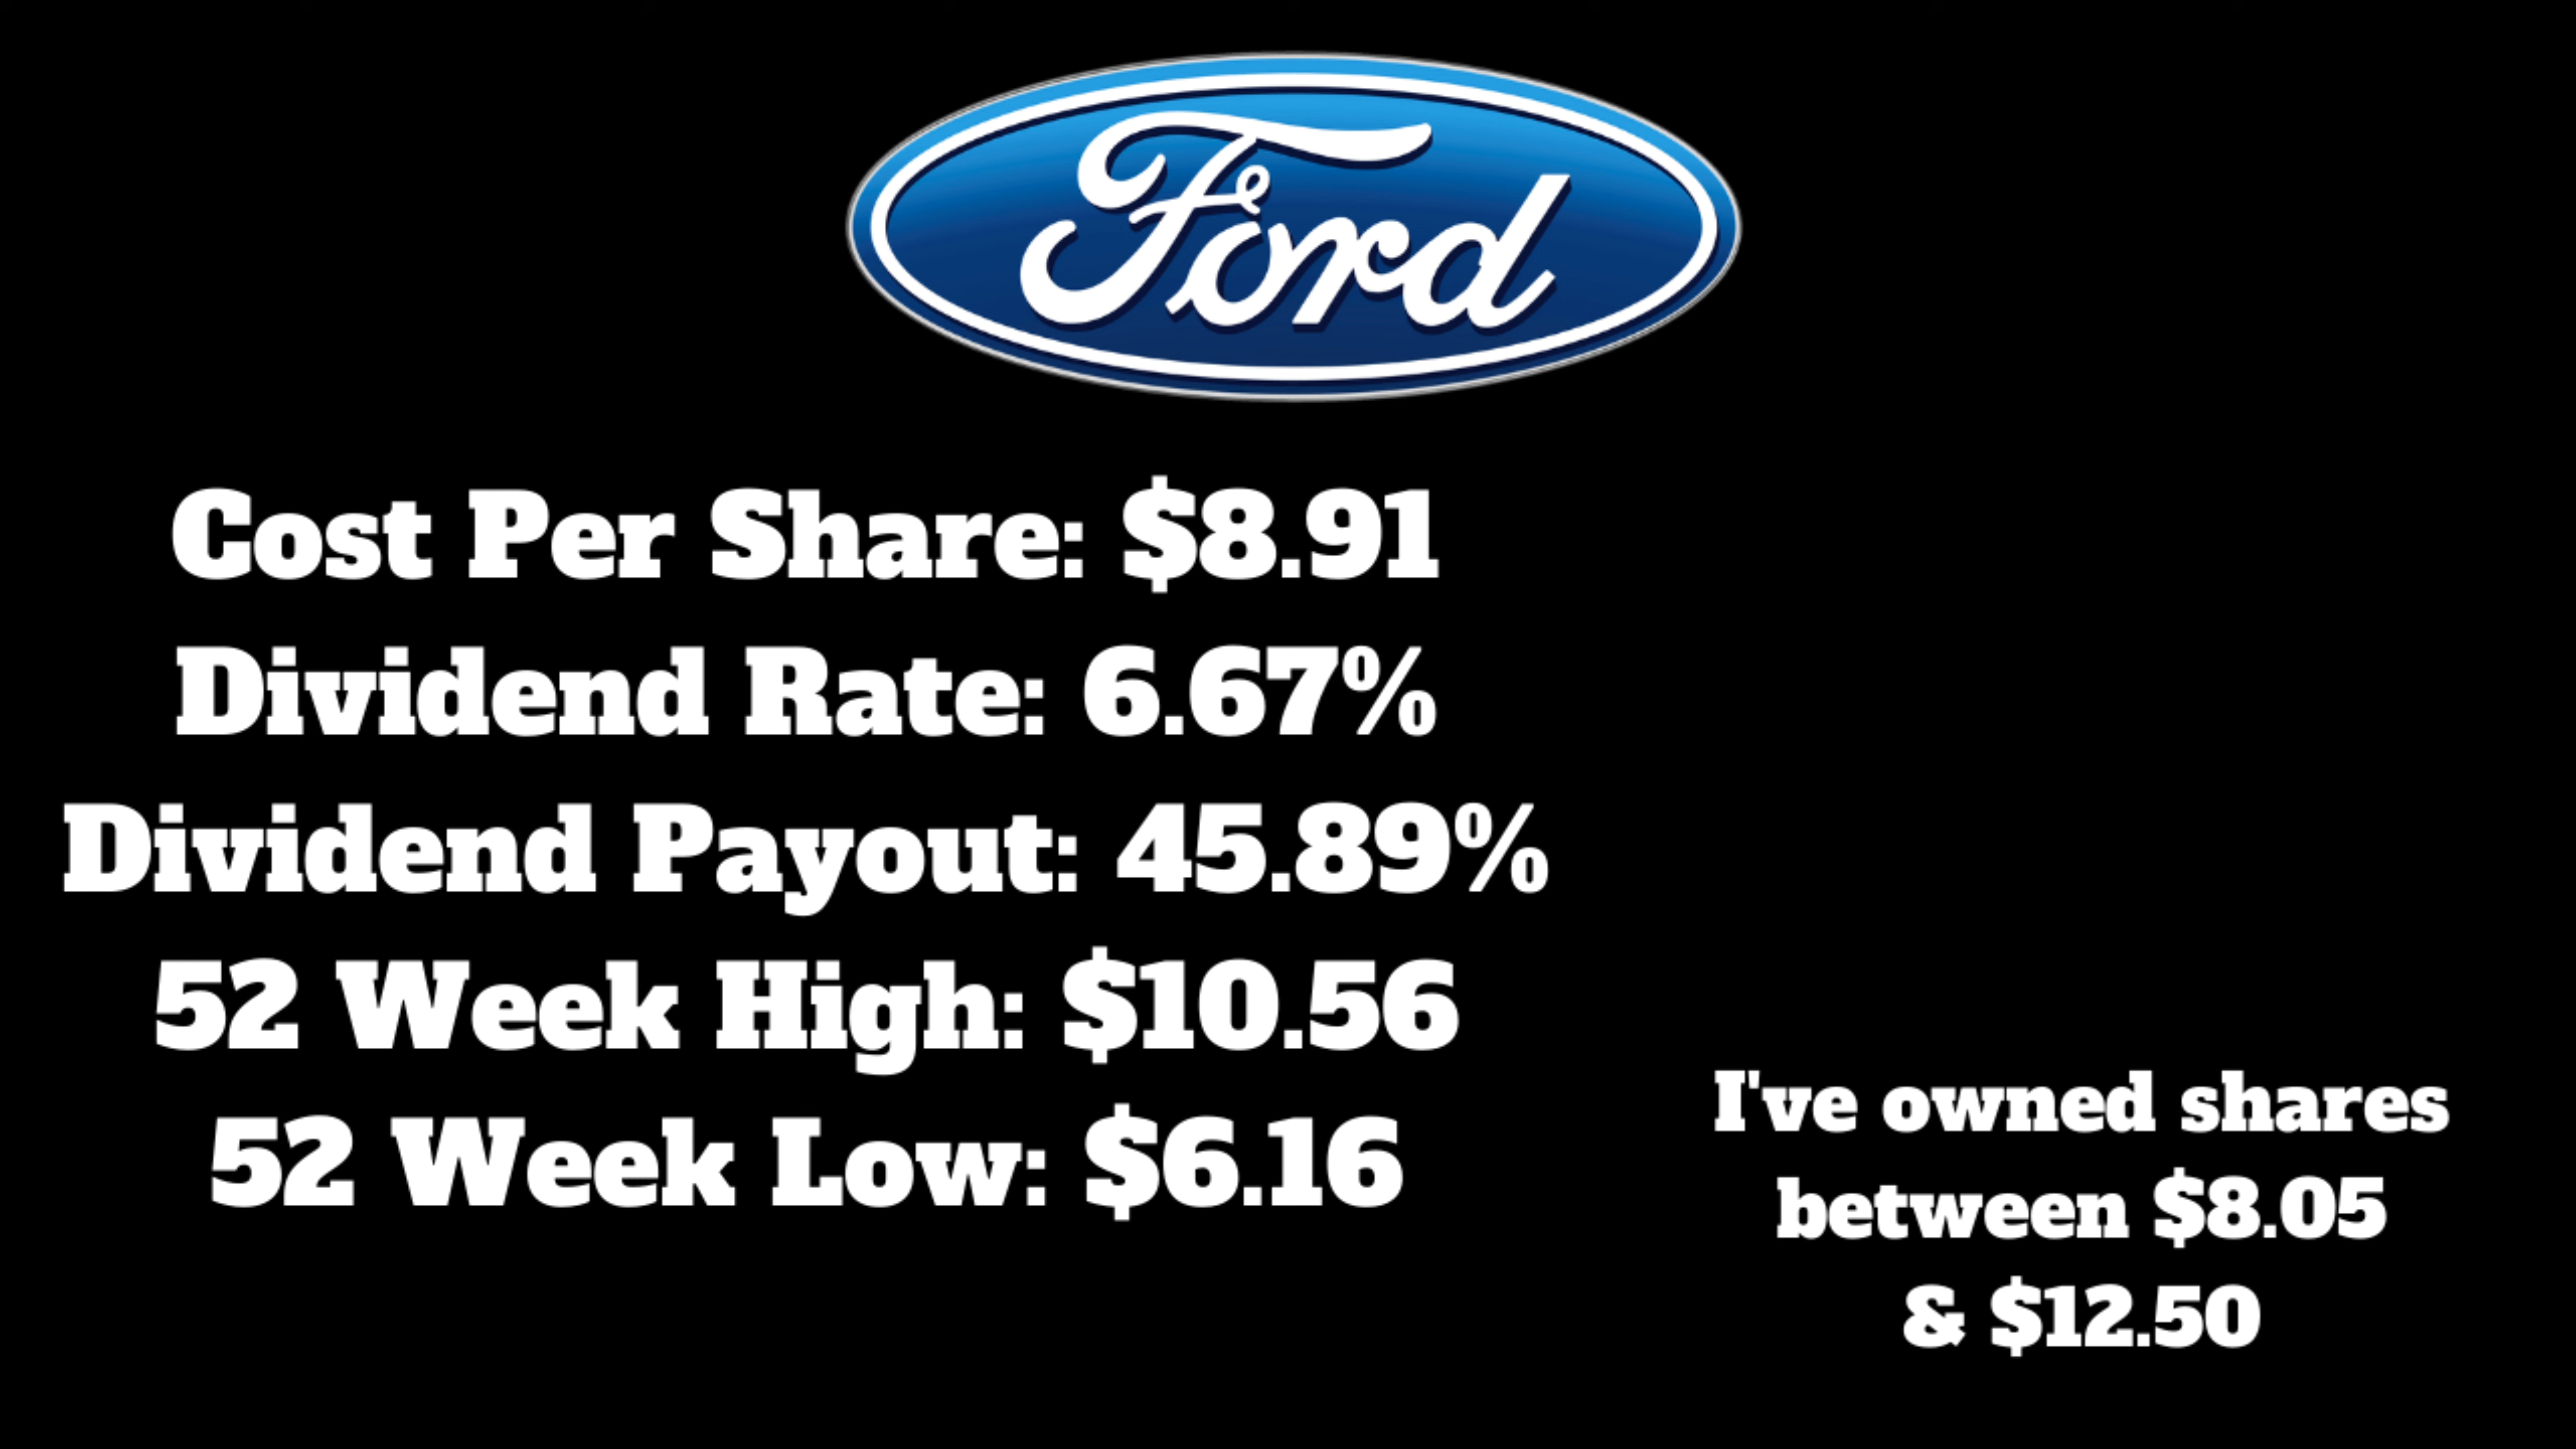 Ford
Cost Per Share: $8.91
Dividend Rate: 6.67%
Dividend Payout: 45.89%
52 Week High: $10.56
52 Week Low: $6.16
I've owned shares
between $8.05
& $12.50